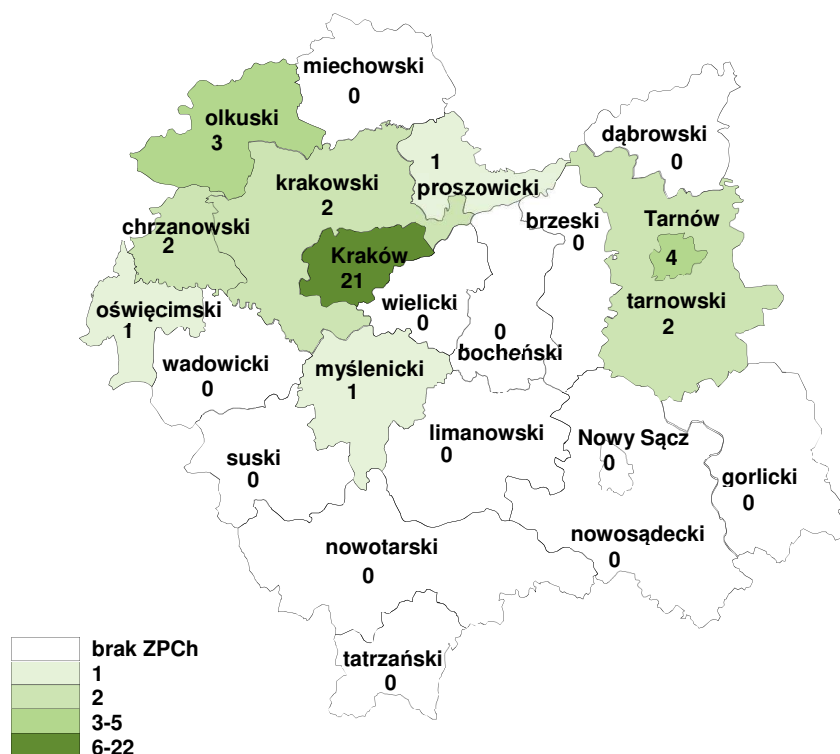 miechowski
0
olkuski
3
dąbrowski
0
1
proszowicki
krakowski
2
chrzanowski
2
brzeski
0
Tarnów
4
Kraków
21
tarnowski
2
wielicki
0
oświęcimski
1
0
bocheński
wadowicki
0
myślenicki
1
limanowski
0
Nowy Sącz
0
suski
0
gorlicki
0
nowotarski
0
nowosądecki
0
tatrzański
0
brak ZPCh
1
2
3-5
6-22